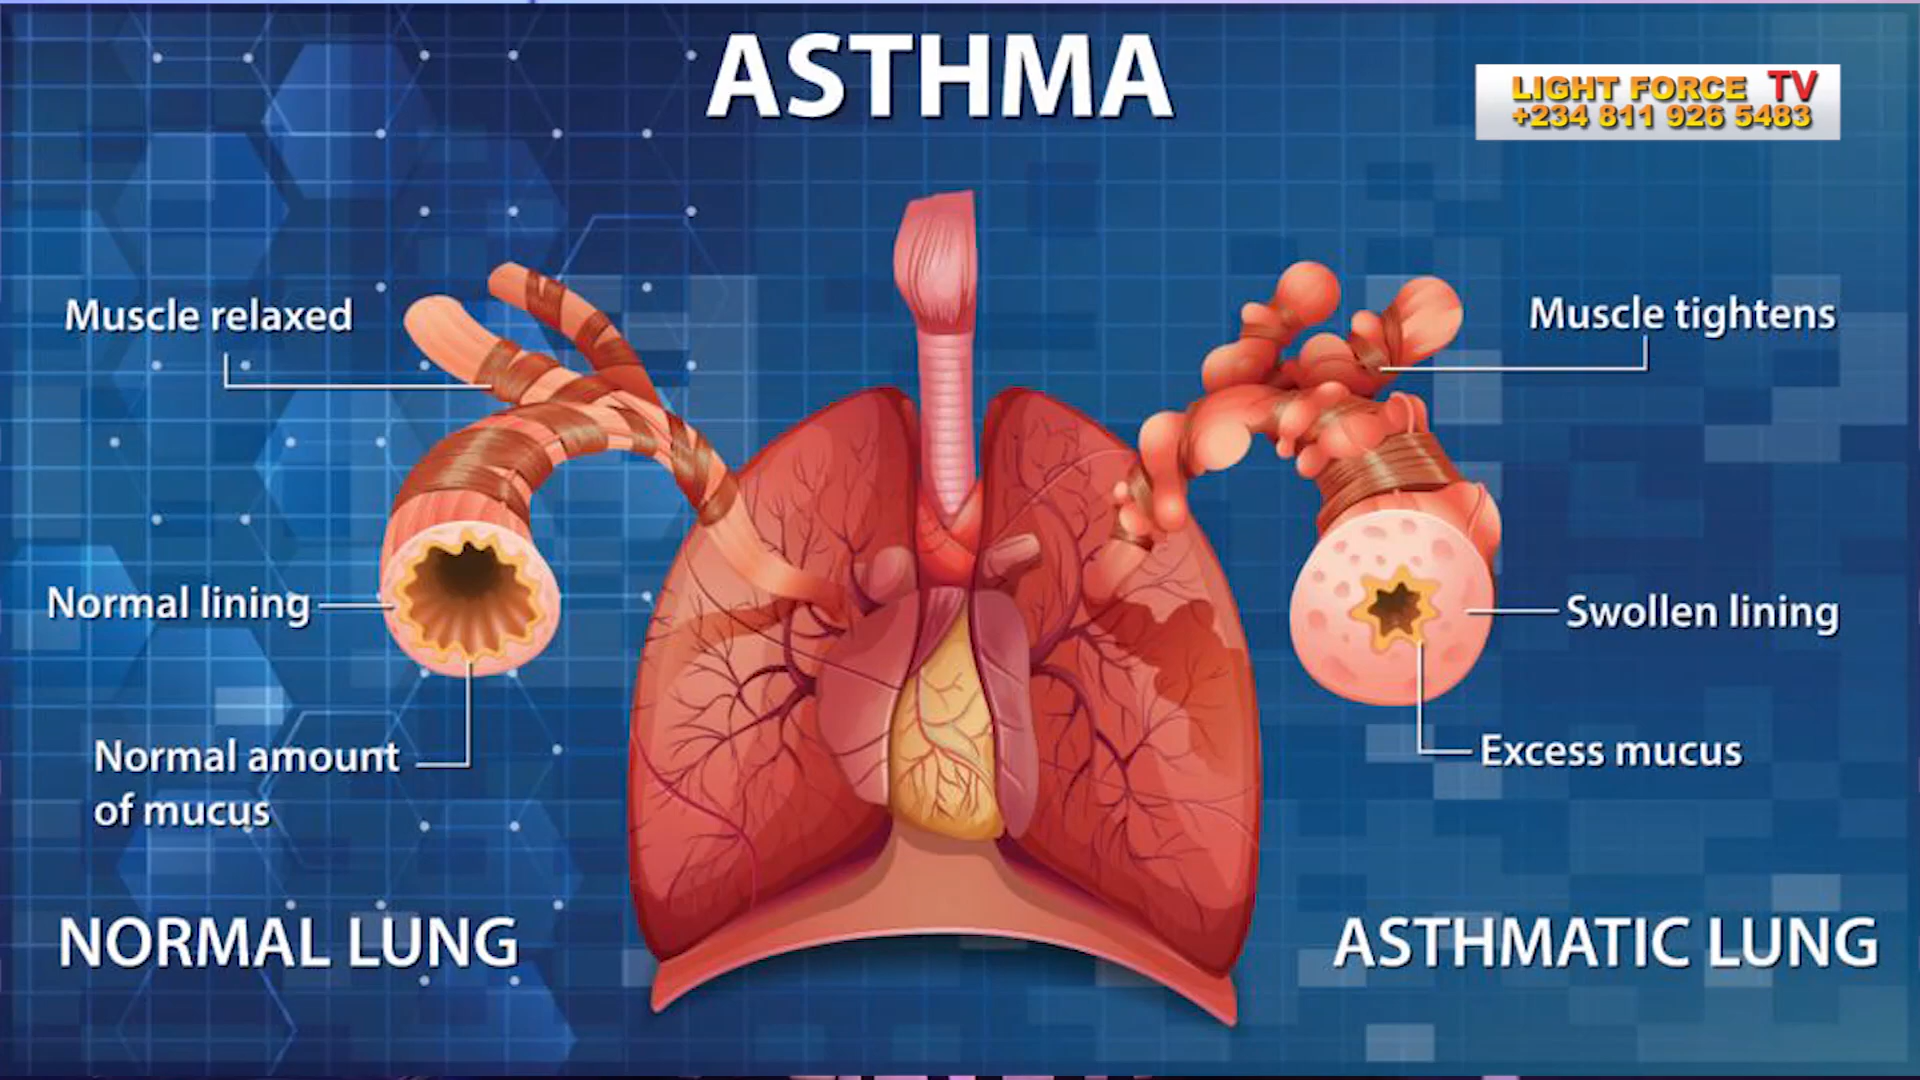 ASTHMA
LIGHT FORCE TV
+234 811 926 5483
Muscle relaxed
Muscle tightens
Normal lining
Swollen lining
Normal amount
of mucus
Excess mucus
NORMAL LUNG
ASTHMATIC LUNG